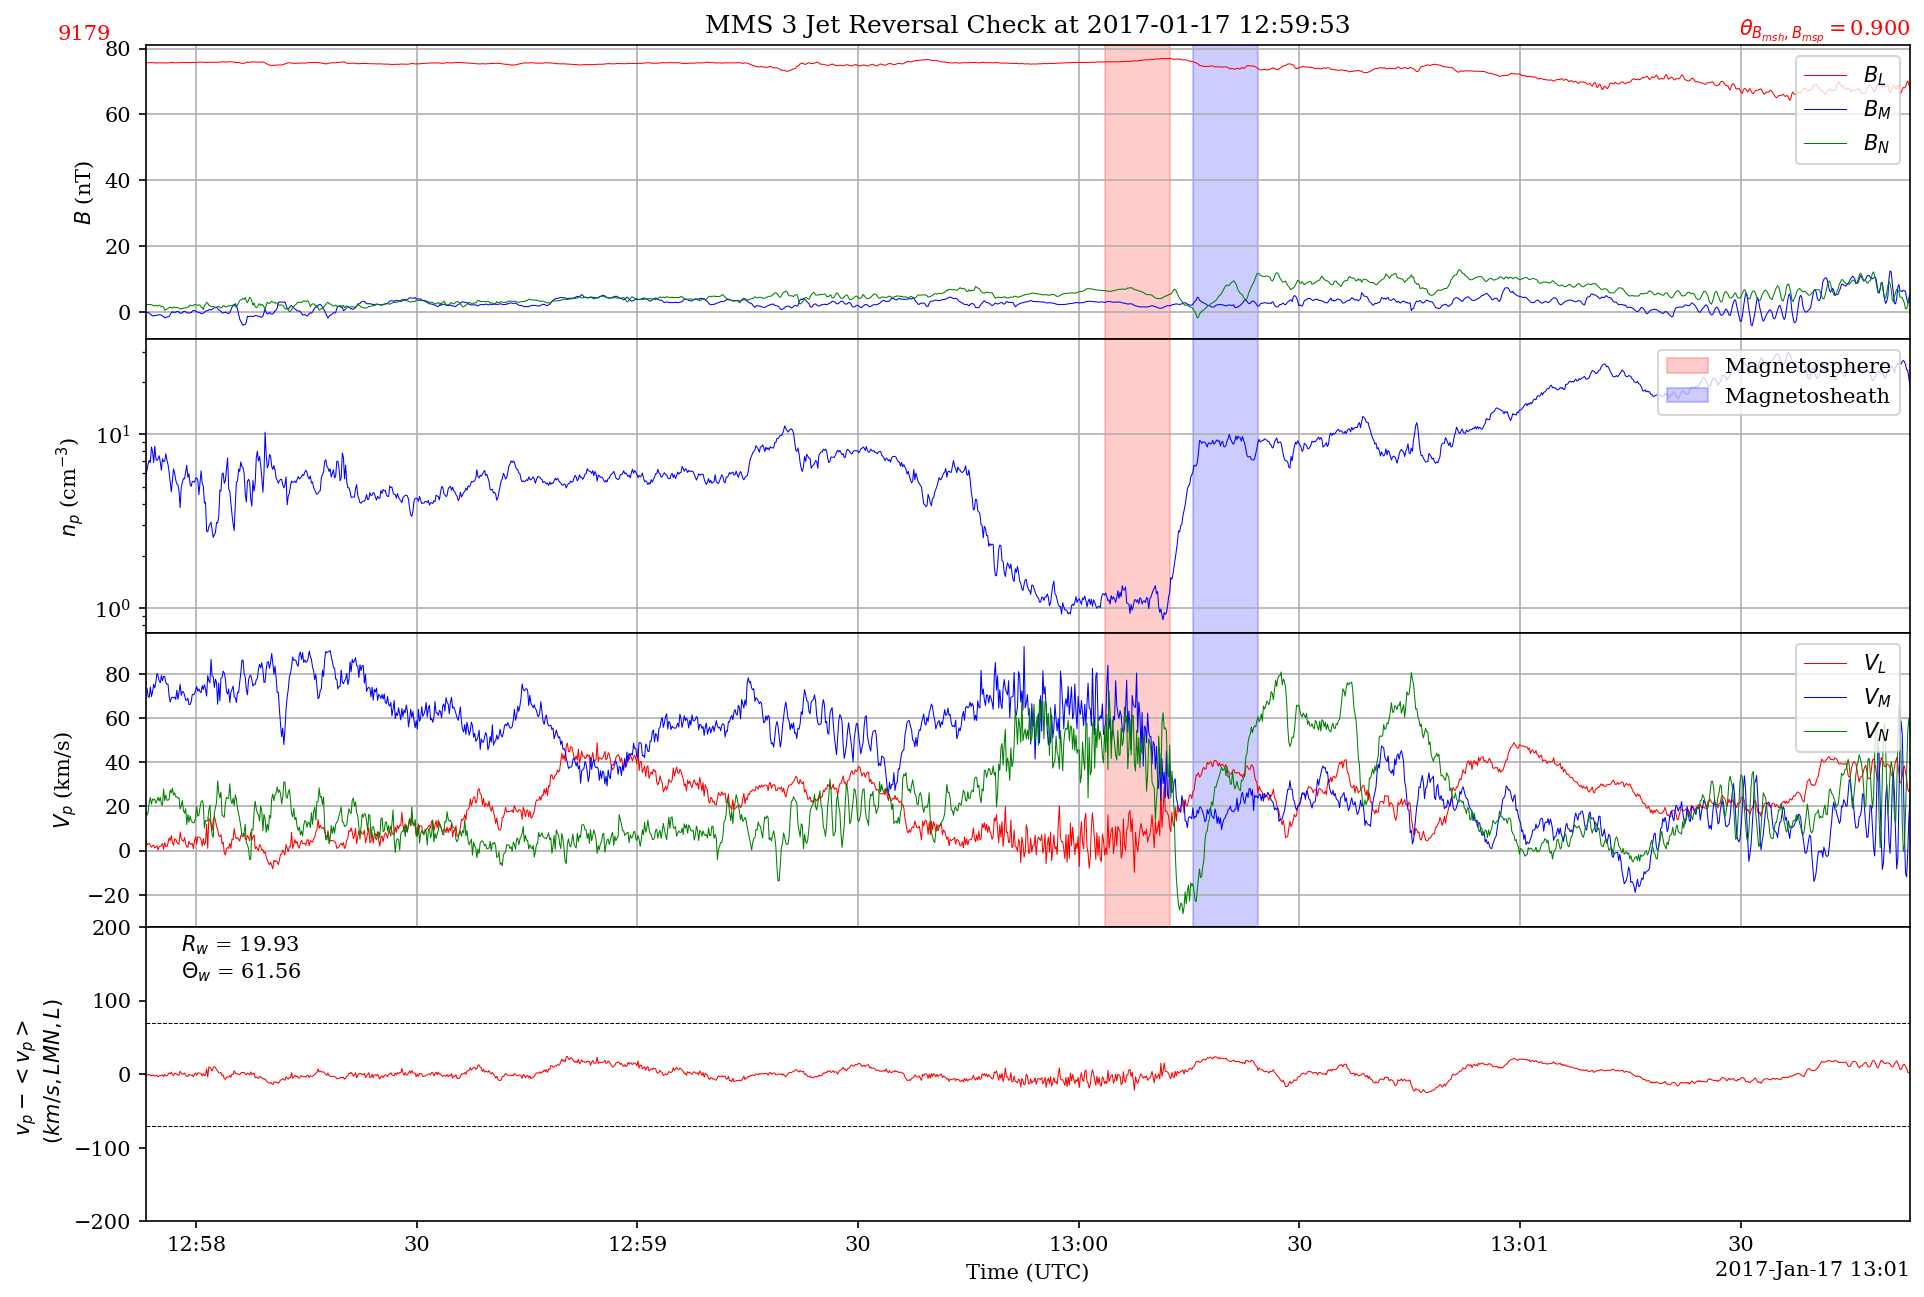 MMS 3 Jet Reversal Check at 2017-01-17 12:59:53
9179
θ_{B_{msh}, B_{msp}} = 0.900
80
60
40
20
0
B (nT)
B_L
B_M
B_N
10^1
10^0
n_p (cm^{-3})
Magnetosphere
Magnetosheath
80
60
40
20
0
−20
V_p (km/s)
V_L
V_M
V_N
200
100
0
−100
−200
v_p − < v_p >
(km/s, LMN, L)
R_w = 19.93
Θ_w = 61.56
12:58
30
12:59
30
13:00
30
13:01
30
Time (UTC)
2017-Jan-17 13:01